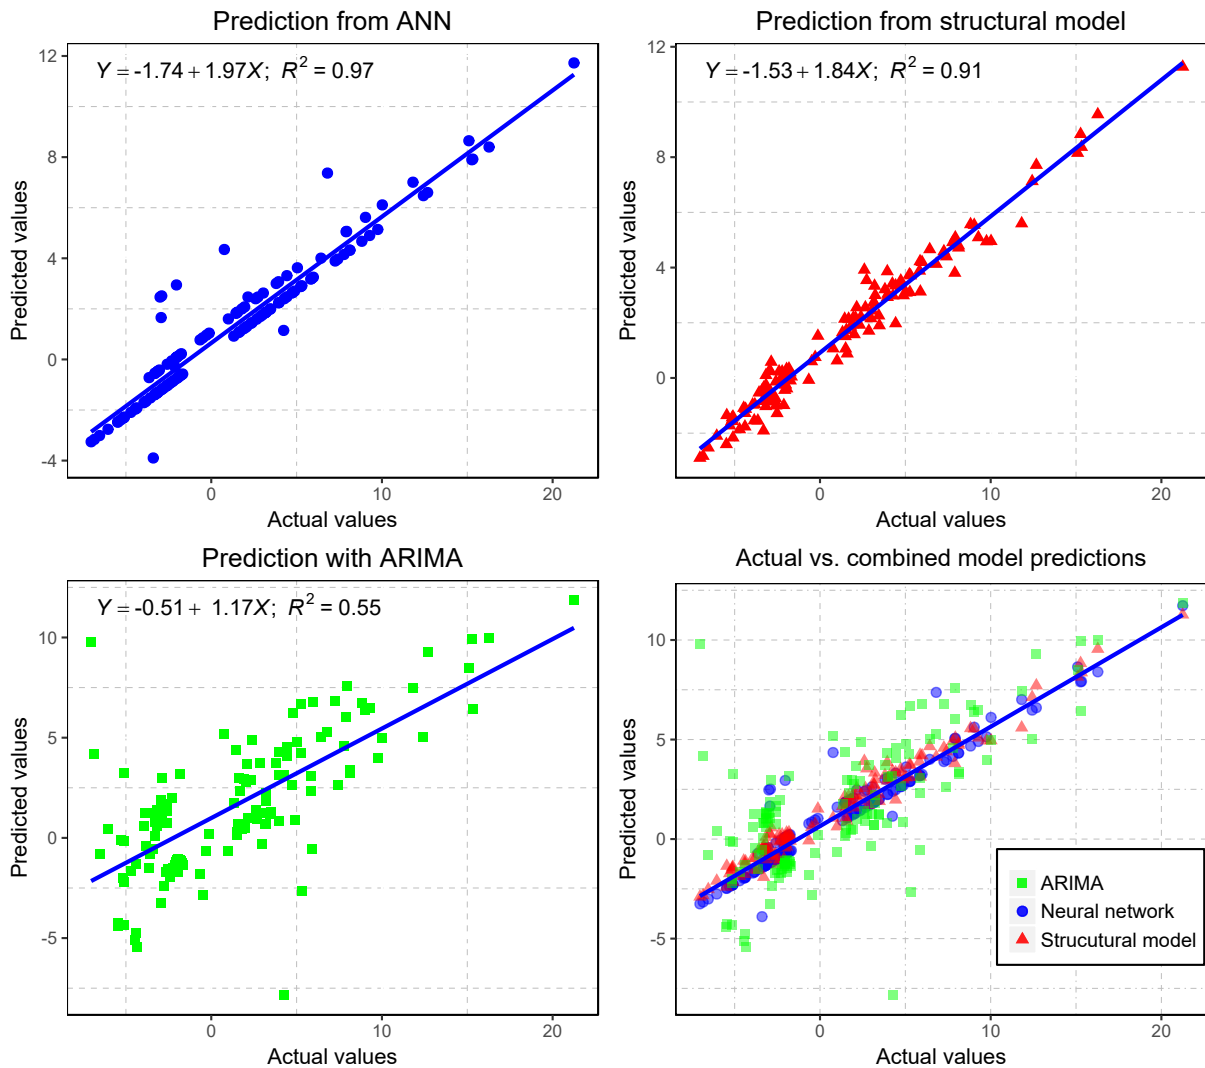 Prediction from ANN
Y = -1.74 + 1.97X; R² = 0.97
12
8
4
0
-4
Predicted values
0 10 20
Actual values
Prediction from structural model
Y = -1.53 + 1.84X; R² = 0.91
12
8
4
0
Predicted values
0 10 20
Actual values
Prediction with ARIMA
Y = -0.51 + 1.17X; R² = 0.55
10
5
0
-5
Predicted values
0 10 20
Actual values
Actual vs. combined model predictions
10
5
0
-5
Predicted values
ARIMA
Neural network
Strucutural model
0 10 20
Actual values